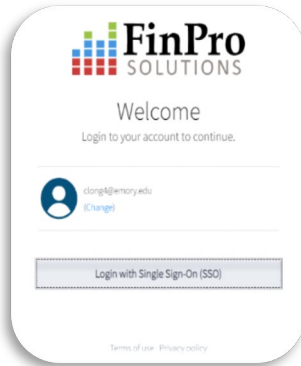 FinPro
SOLUTIONS
Welcome
Login to your account to continue.
clong4@emory.edu
(Change)
Login with Single Sign-On (SSO)
Terms of use Privacy policy